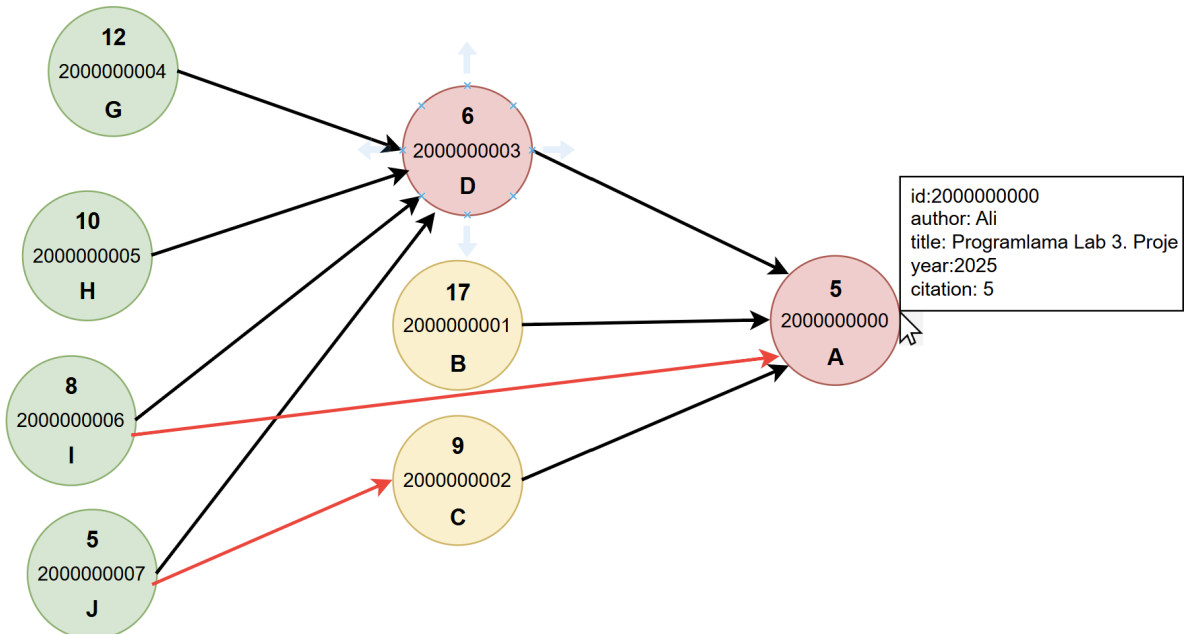 12
2000000004
G
6
2000000003
D
10
2000000005
H
id:2000000000
author: Ali
title: Programlama Lab 3. Proje
year:2025
citation: 5
17
2000000001
B
5
2000000000
A
8
2000000006
I
9
2000000002
C
5
2000000007
J